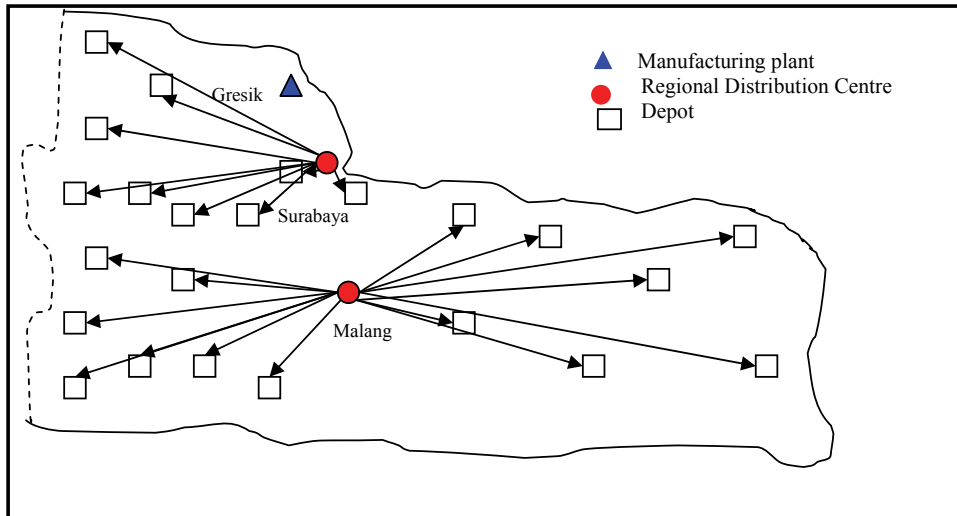 Manufacturing plant
Regional Distribution Centre
Depot
Gresik
Surabaya
Malang